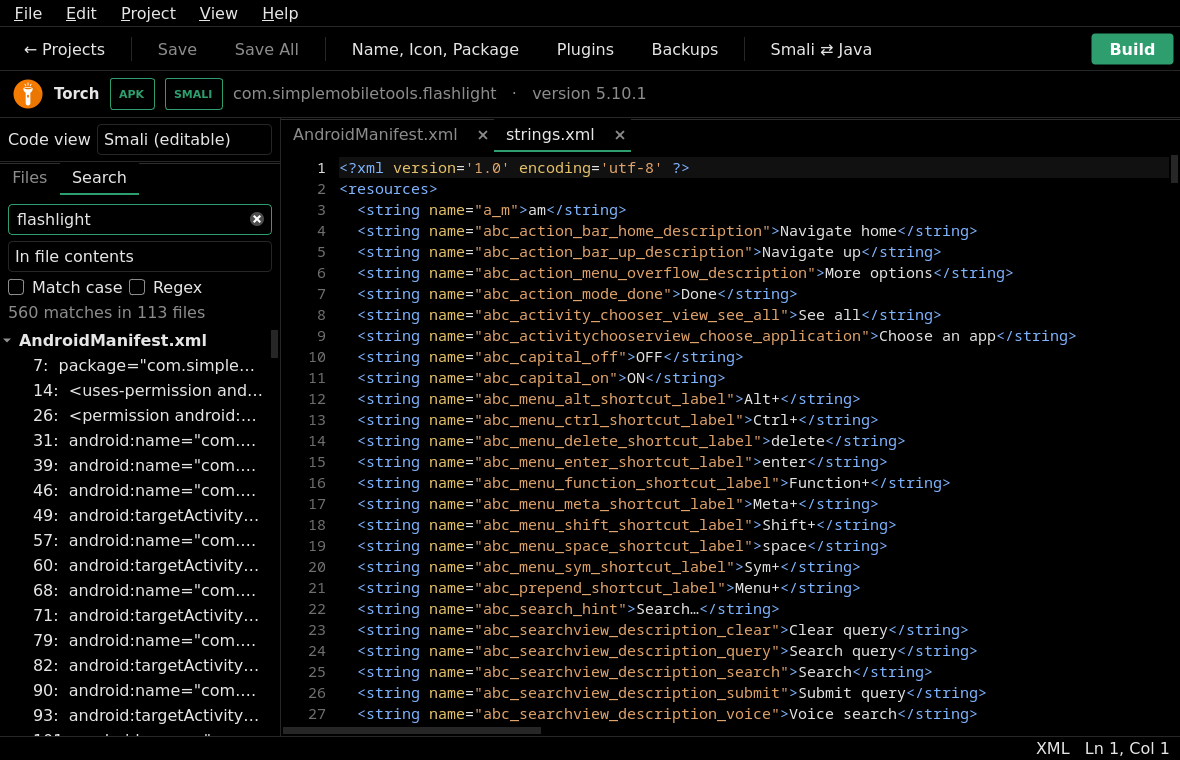 File Edit Project View Help
← Projects Save Save All Name, Icon, Package Plugins Backups Smali ⇄ Java Build
Torch APK SMALI com.simplemobiletools.flashlight · version 5.10.1
Code view Smali (editable)
Files Search
flashlight
In file contents
Match case Regex
560 matches in 113 files
AndroidManifest.xml
7: package="com.simple...
14: <uses-permission and...
26: <permission android:...
31: android:name="com....
39: android:name="com....
46: android:name="com....
49: android:targetActivity...
57: android:name="com....
60: android:targetActivity...
68: android:name="com....
71: android:targetActivity...
79: android:name="com....
82: android:targetActivity...
90: android:name="com....
93: android:targetActivity...
AndroidManifest.xml × strings.xml ×
1 <?xml version='1.0' encoding='utf-8' ?>
2 <resources>
3 <string name="a_m">am</string>
4 <string name="abc_action_bar_home_description">Navigate home</string>
5 <string name="abc_action_bar_up_description">Navigate up</string>
6 <string name="abc_action_menu_overflow_description">More options</string>
7 <string name="abc_action_mode_done">Done</string>
8 <string name="abc_activity_chooser_view_see_all">See all</string>
9 <string name="abc_activitychooserview_choose_application">Choose an app</string>
10 <string name="abc_capital_off">OFF</string>
11 <string name="abc_capital_on">ON</string>
12 <string name="abc_menu_alt_shortcut_label">Alt+</string>
13 <string name="abc_menu_ctrl_shortcut_label">Ctrl+</string>
14 <string name="abc_menu_delete_shortcut_label">delete</string>
15 <string name="abc_menu_enter_shortcut_label">enter</string>
16 <string name="abc_menu_function_shortcut_label">Function+</string>
17 <string name="abc_menu_meta_shortcut_label">Meta+</string>
18 <string name="abc_menu_shift_shortcut_label">Shift+</string>
19 <string name="abc_menu_space_shortcut_label">space</string>
20 <string name="abc_menu_sym_shortcut_label">Sym+</string>
21 <string name="abc_prepend_shortcut_label">Menu+</string>
22 <string name="abc_search_hint">Search…</string>
23 <string name="abc_searchview_description_clear">Clear query</string>
24 <string name="abc_searchview_description_query">Search query</string>
25 <string name="abc_searchview_description_search">Search</string>
26 <string name="abc_searchview_description_submit">Submit query</string>
27 <string name="abc_searchview_description_voice">Voice search</string>
XML Ln 1, Col 1